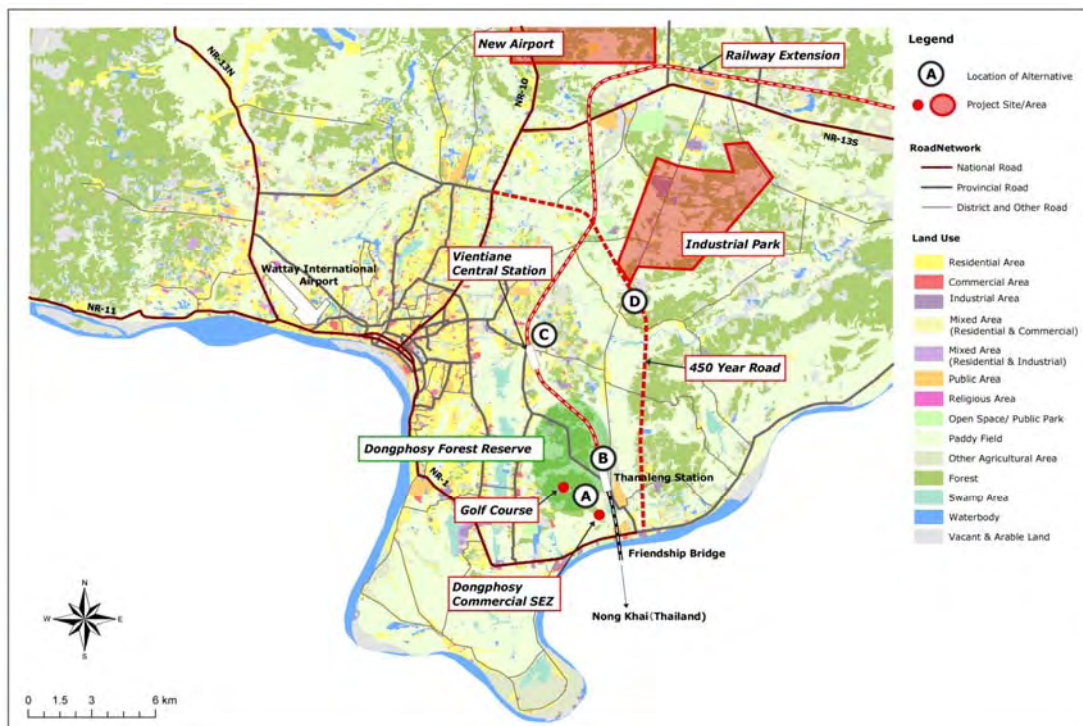 New Airport
Railway Extension
NR-13N
NR-10
NR-13S
Industrial Park
Vientiane
Central Station
Wattay International
Airport
NR-11
D
C
450 Year Road
Dongphosy Forest Reserve
B
Thanaleng Station
NR-1
A
Golf Course
Friendship Bridge
Dongphosy
Commercial SEZ
Nong Khai(Thailand)
N
W
E
S
0 1.5 3 6 km
Legend
A
Location of Alternative
Project Site/Area
RoadNetwork
National Road
Provincial Road
District and Other Road
Land Use
Residential Area
Commercial Area
Industrial Area
Mixed Area
(Residential & Commercial)
Mixed Area
(Residential & Industrial)
Public Area
Religious Area
Open Space/ Public Park
Paddy Field
Other Agricultural Area
Forest
Swamp Area
Waterbody
Vacant & Arable Land